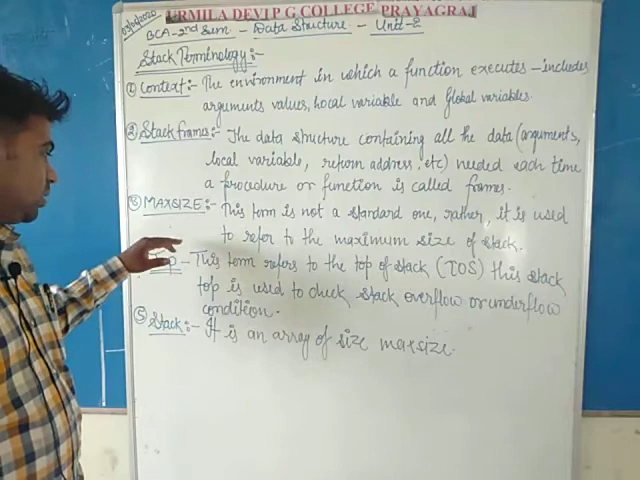 URMILA DEVI P G COLLEGE PRAYAGRAJ
BCA-2nd Sem - Data Structure - Unit-2
Stack Terminology:-
① Context:- The environment in which a function executes - includes
arguments values, local variable and Global variables.
② Stack frames:- The data structure containing all the data (arguments,
local variable, return address, etc) needed each time
a procedure or function is called frames.
③ MAXSIZE:- This term is not a standard one, rather, it is used
to refer to the maximum size of stack.
Top - This term refers to the top of stack (TOS) this stack
top is used to check stack overflow or underflow
condition.
⑤ Stack:- It is an array of size maxsize.